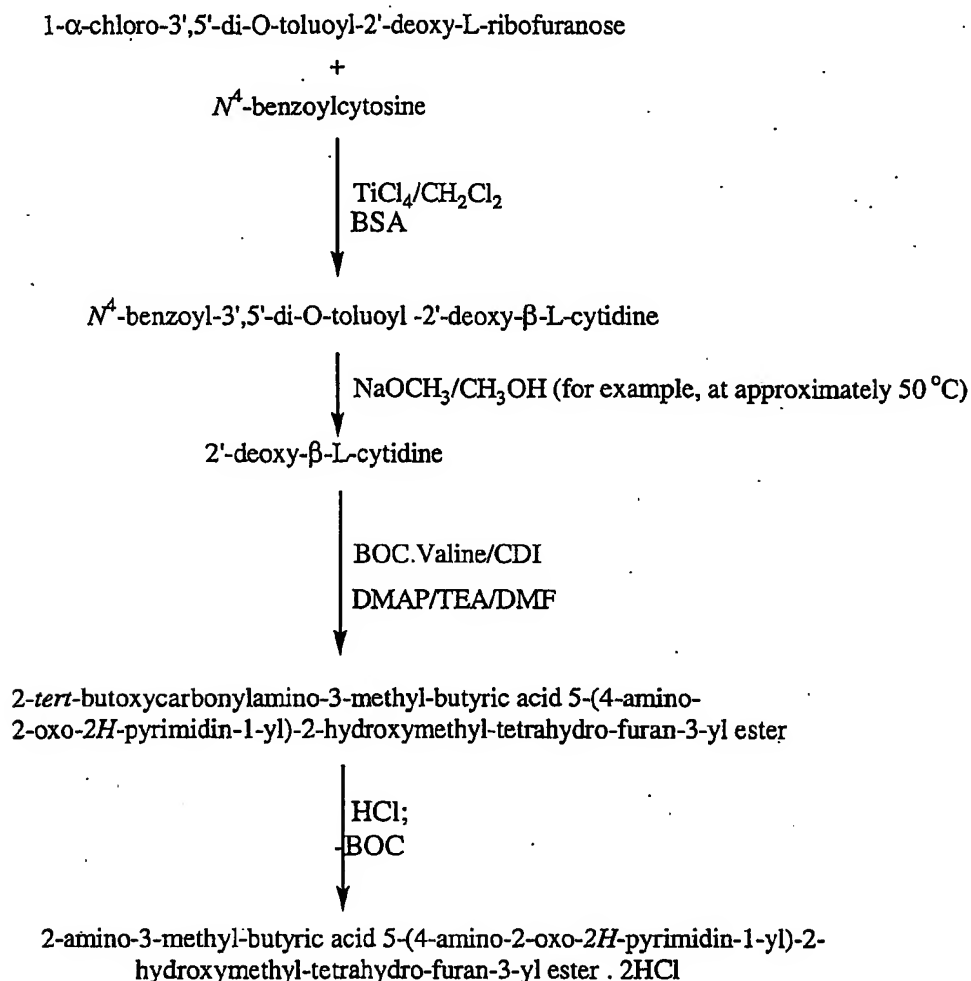 1-α-chloro-3',5'-di-O-toluoyl-2'-deoxy-L-ribofuranose
+
N⁴-benzoylcytosine
TiCl₄/CH₂Cl₂
BSA
N⁴-benzoyl-3',5'-di-O-toluoyl -2'-deoxy-β-L-cytidine
NaOCH₃/CH₃OH (for example, at approximately 50 °C)
2'-deoxy-β-L-cytidine
BOC.Valine/CDI
DMAP/TEA/DMF
2-tert-butoxycarbonylamino-3-methyl-butyric acid 5-(4-amino-
2-oxo-2H-pyrimidin-1-yl)-2-hydroxymethyl-tetrahydro-furan-3-yl ester
HCl;
-BOC
2-amino-3-methyl-butyric acid 5-(4-amino-2-oxo-2H-pyrimidin-1-yl)-2-
hydroxymethyl-tetrahydro-furan-3-yl ester . 2HCl